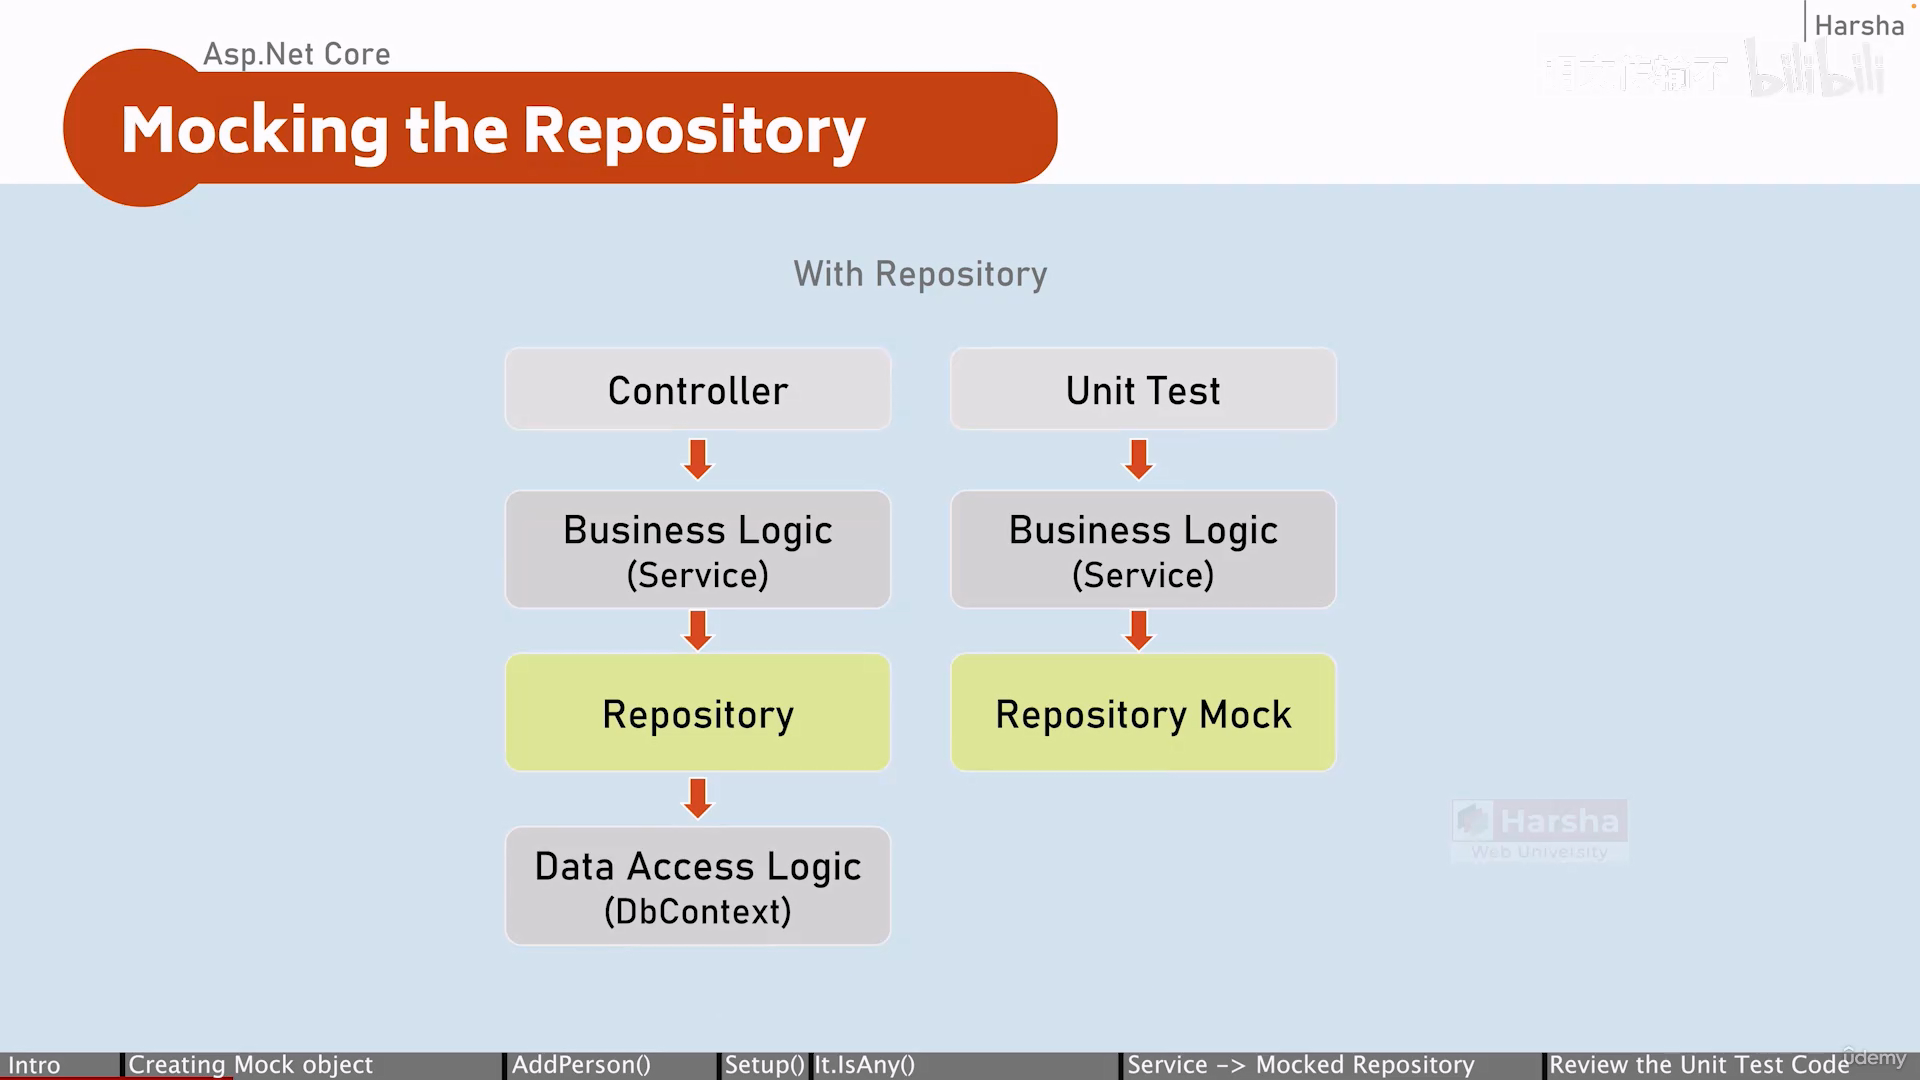 Harsha
Asp.Net Core
bilibili
Mocking the Repository
With Repository
Controller
Unit Test
Business Logic
(Service)
Business Logic
(Service)
Repository
Repository Mock
Data Access Logic
(DbContext)
Harsha
Web University
Intro
Creating Mock object
AddPerson()
Setup()
It.IsAny()
Service -> Mocked Repository
Review the Unit Test Code
ûdemy